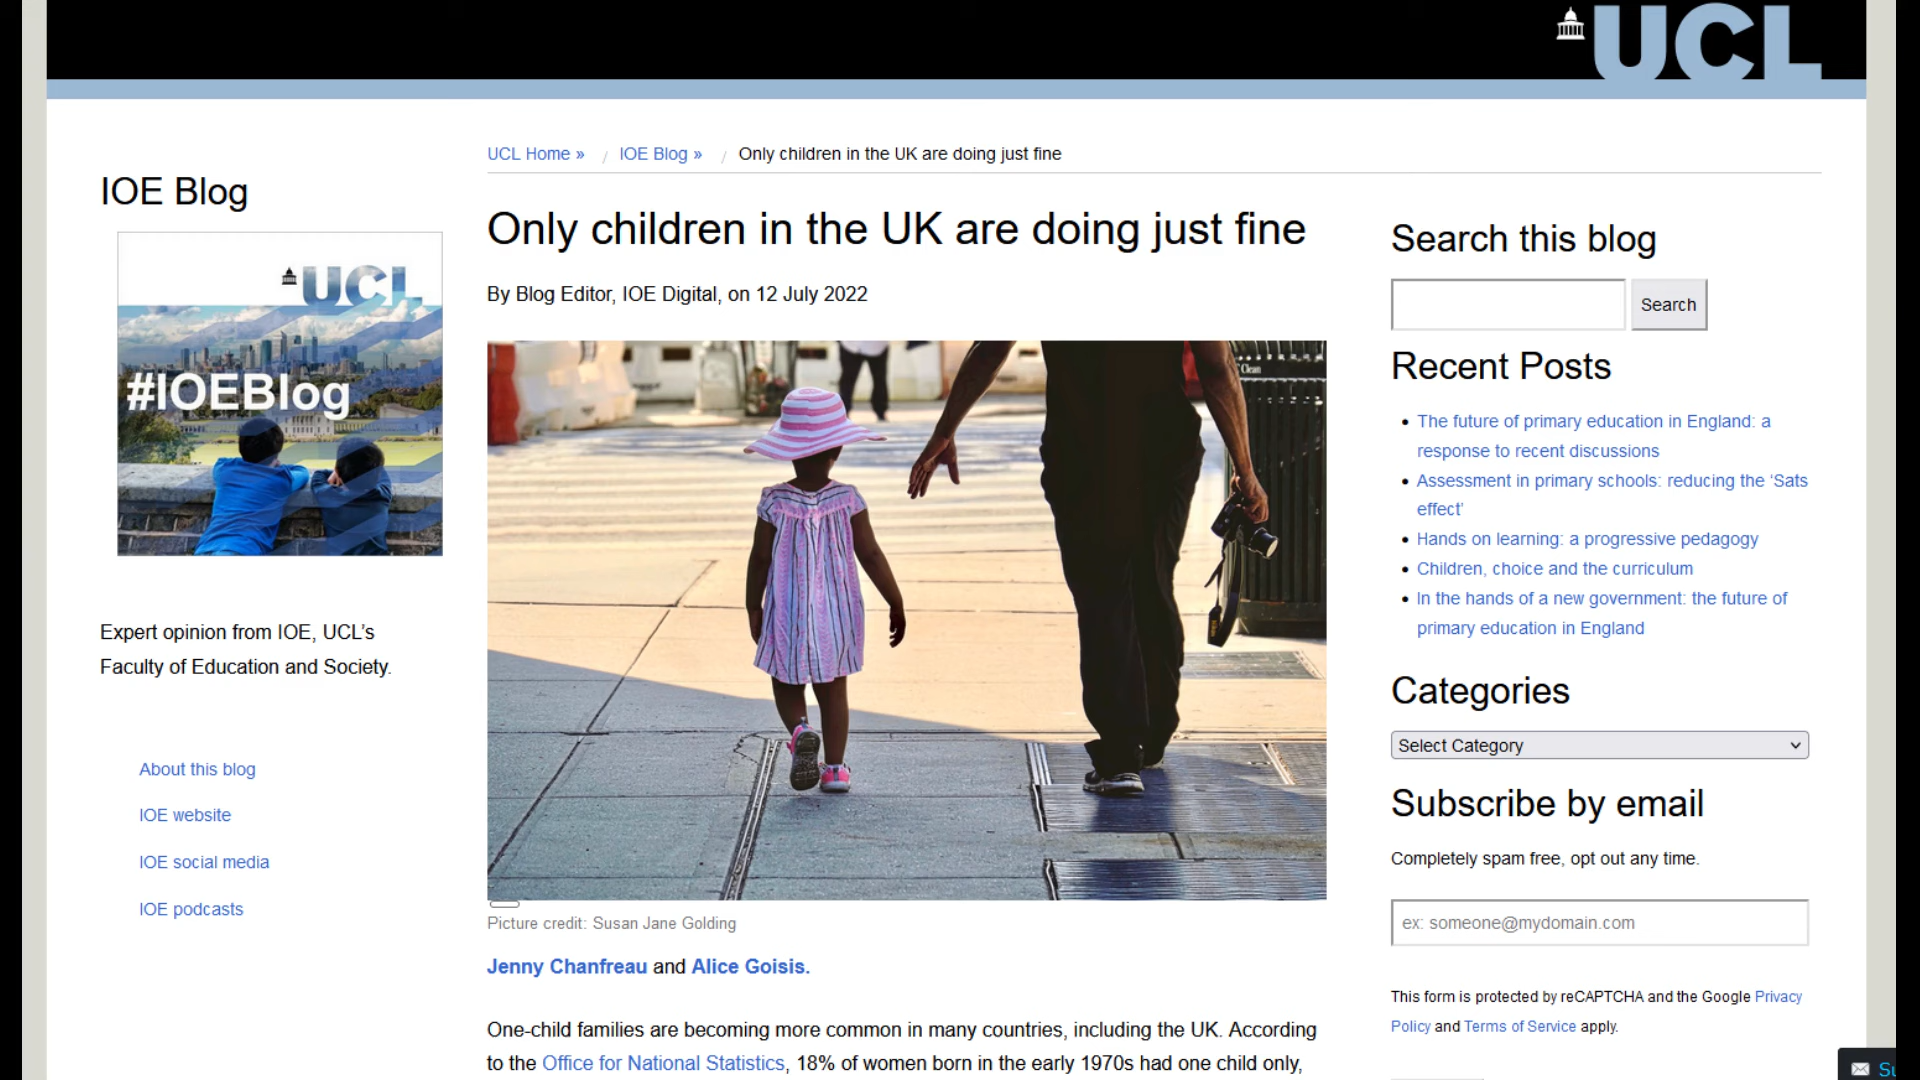 UCL
UCL Home » / IOE Blog » / Only children in the UK are doing just fine
IOE Blog
UCL
#IOEBlog
Expert opinion from IOE, UCL’s
Faculty of Education and Society.
About this blog
IOE website
IOE social media
IOE podcasts
Only children in the UK are doing just fine
By Blog Editor, IOE Digital, on 12 July 2022
Clean
Picture credit: Susan Jane Golding
Jenny Chanfreau and Alice Goisis.
One-child families are becoming more common in many countries, including the UK. According
to the Office for National Statistics, 18% of women born in the early 1970s had one child only,
Search this blog
Search
Recent Posts
The future of primary education in England: a
response to recent discussions
Assessment in primary schools: reducing the ‘Sats
effect’
Hands on learning: a progressive pedagogy
Children, choice and the curriculum
In the hands of a new government: the future of
primary education in England
Categories
Select Category
Subscribe by email
Completely spam free, opt out any time.
ex: someone@mydomain.com
This form is protected by reCAPTCHA and the Google Privacy
Policy and Terms of Service apply.